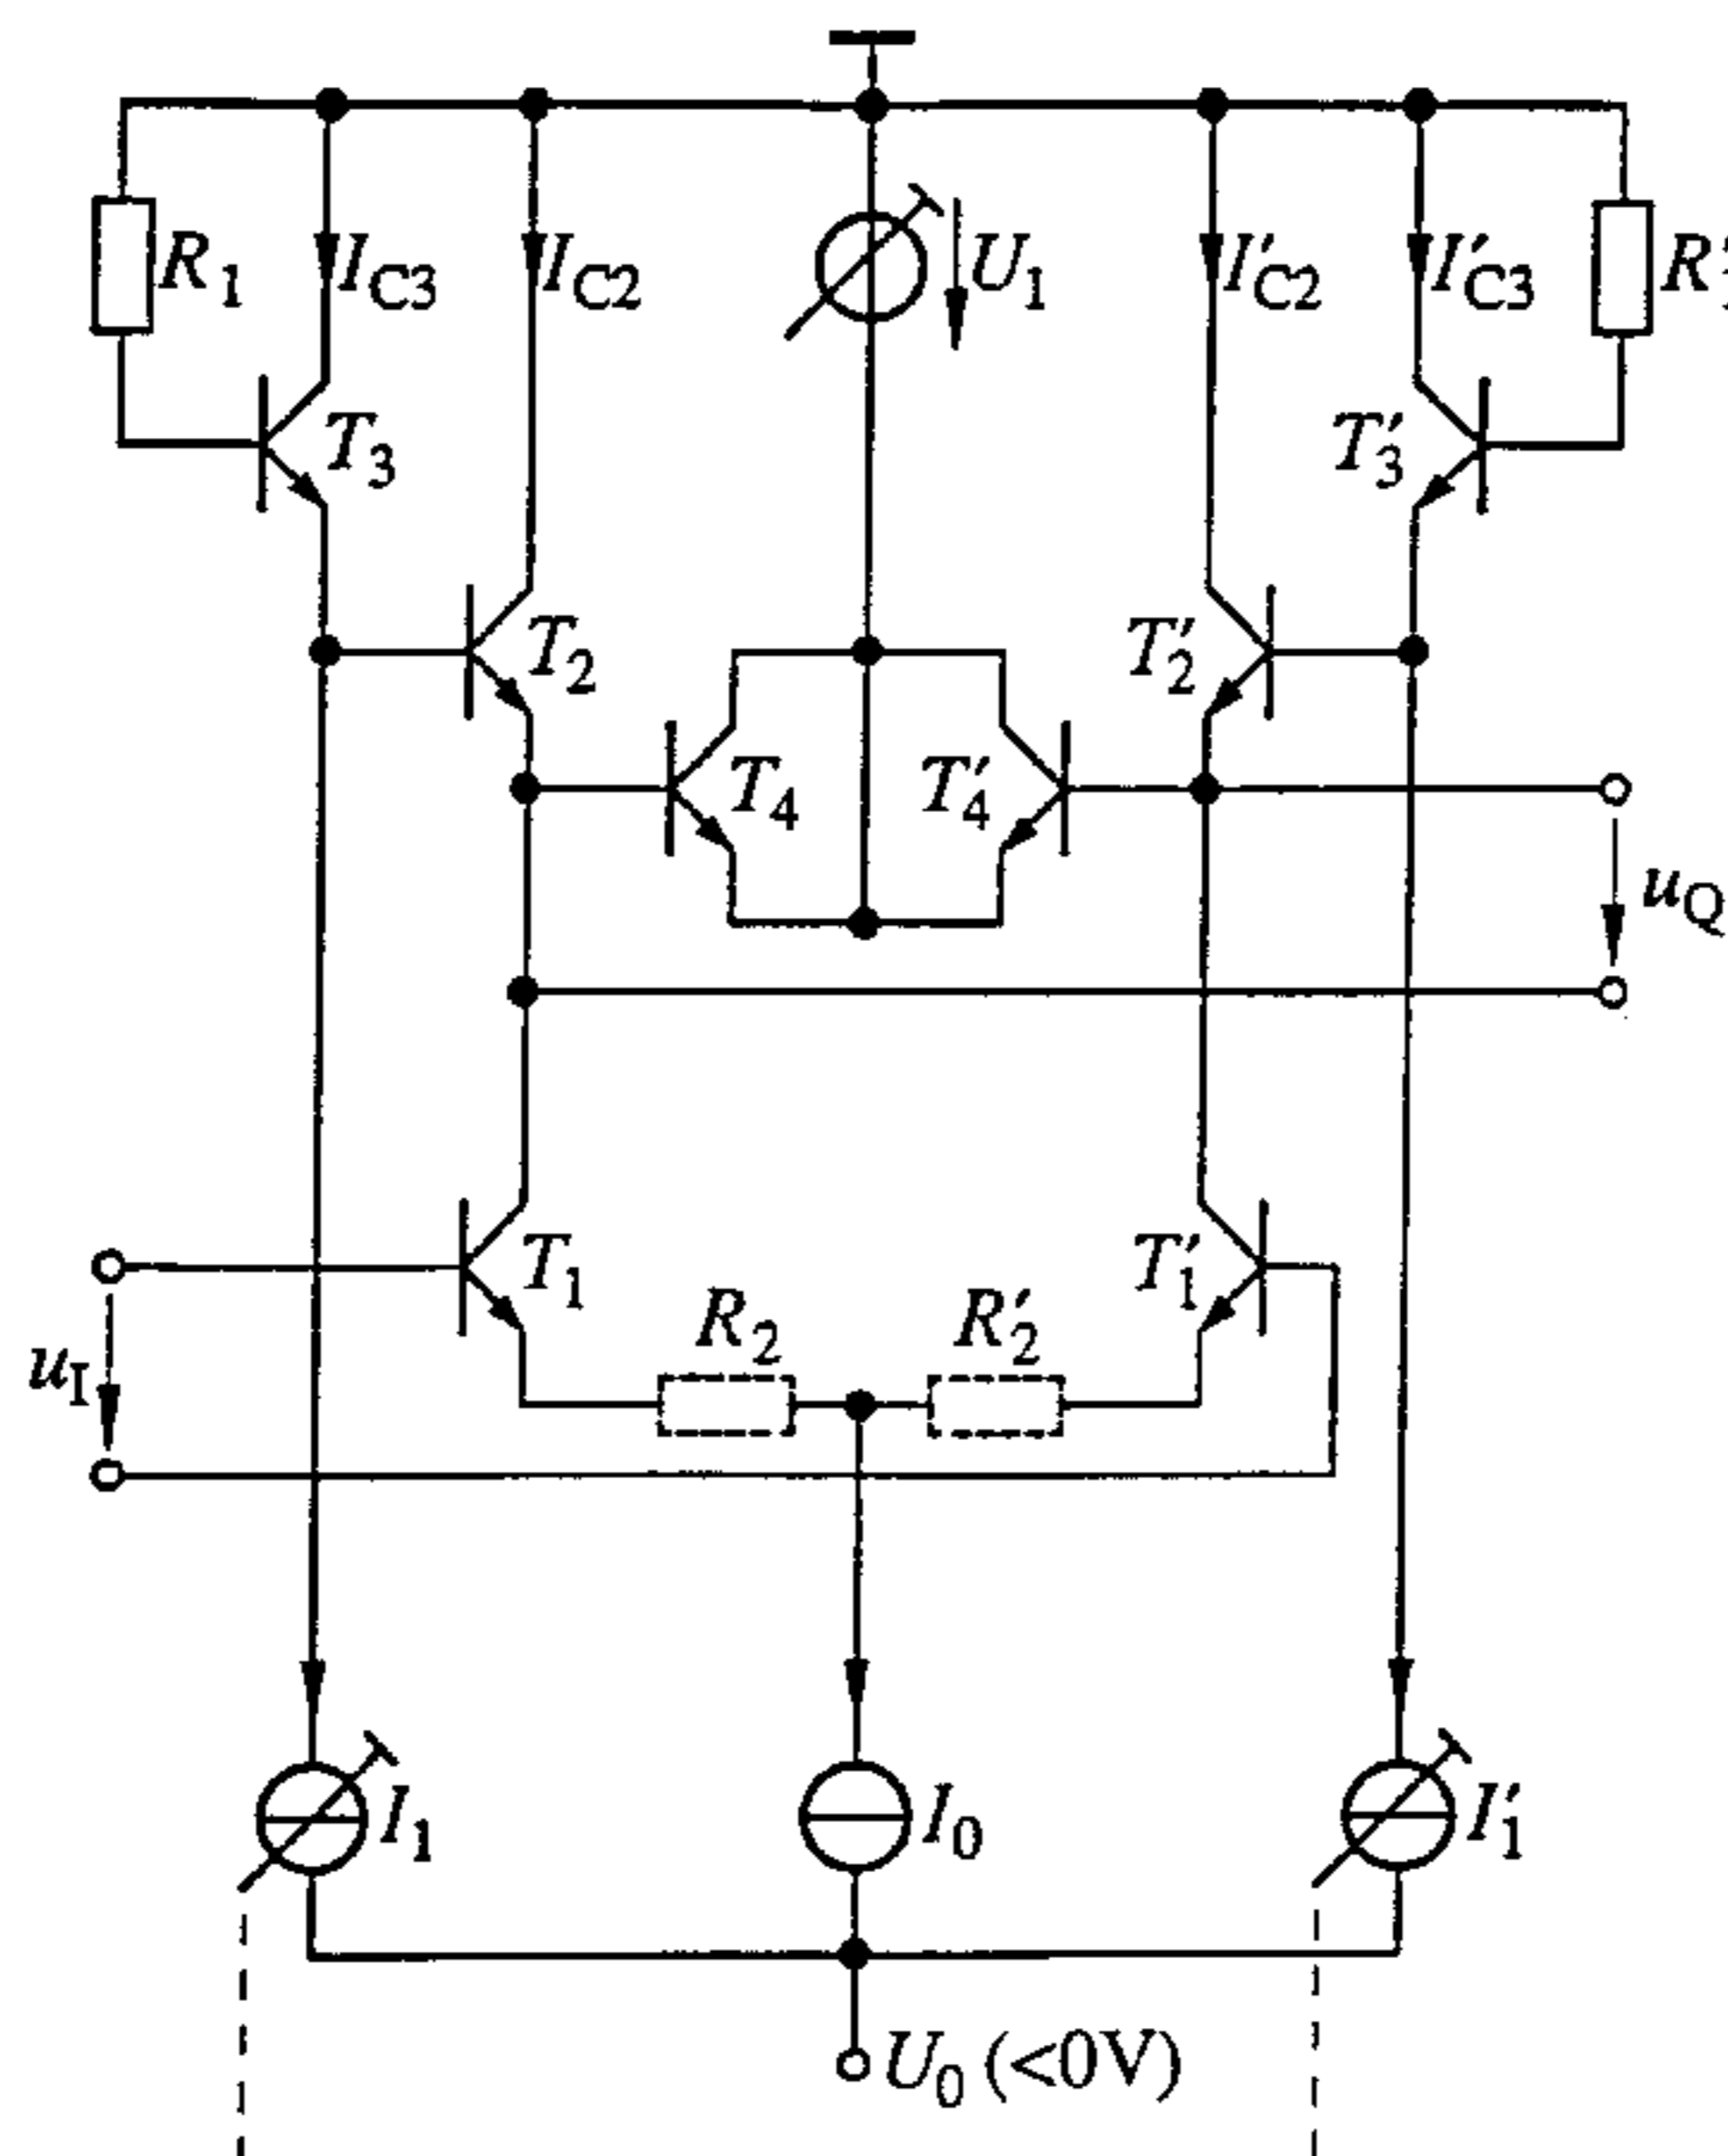 R1
IC3
IC2
U1
I′C2
I′C3
R′1
T3
T′3
T2
T′2
T4
T′4
uQ
T1
T′1
R2
R′2
uI
I1
I0
I′1
U0 (<0V)